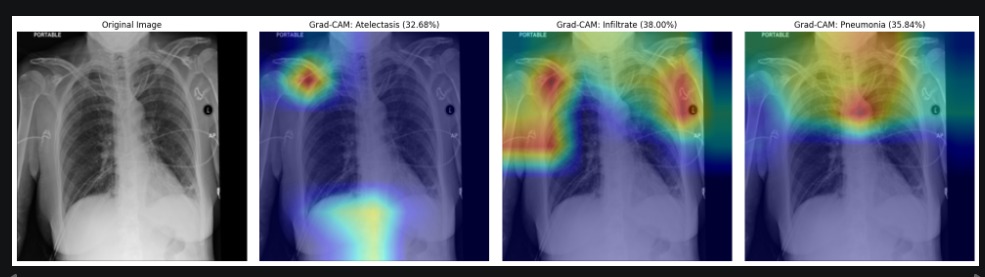 Original Image
Grad-CAM: Atelectasis (32.68%)
Grad-CAM: Infiltrate (38.00%)
Grad-CAM: Pneumonia (35.84%)
PORTABLE
PORTABLE
PORTABLE
PORTABLE